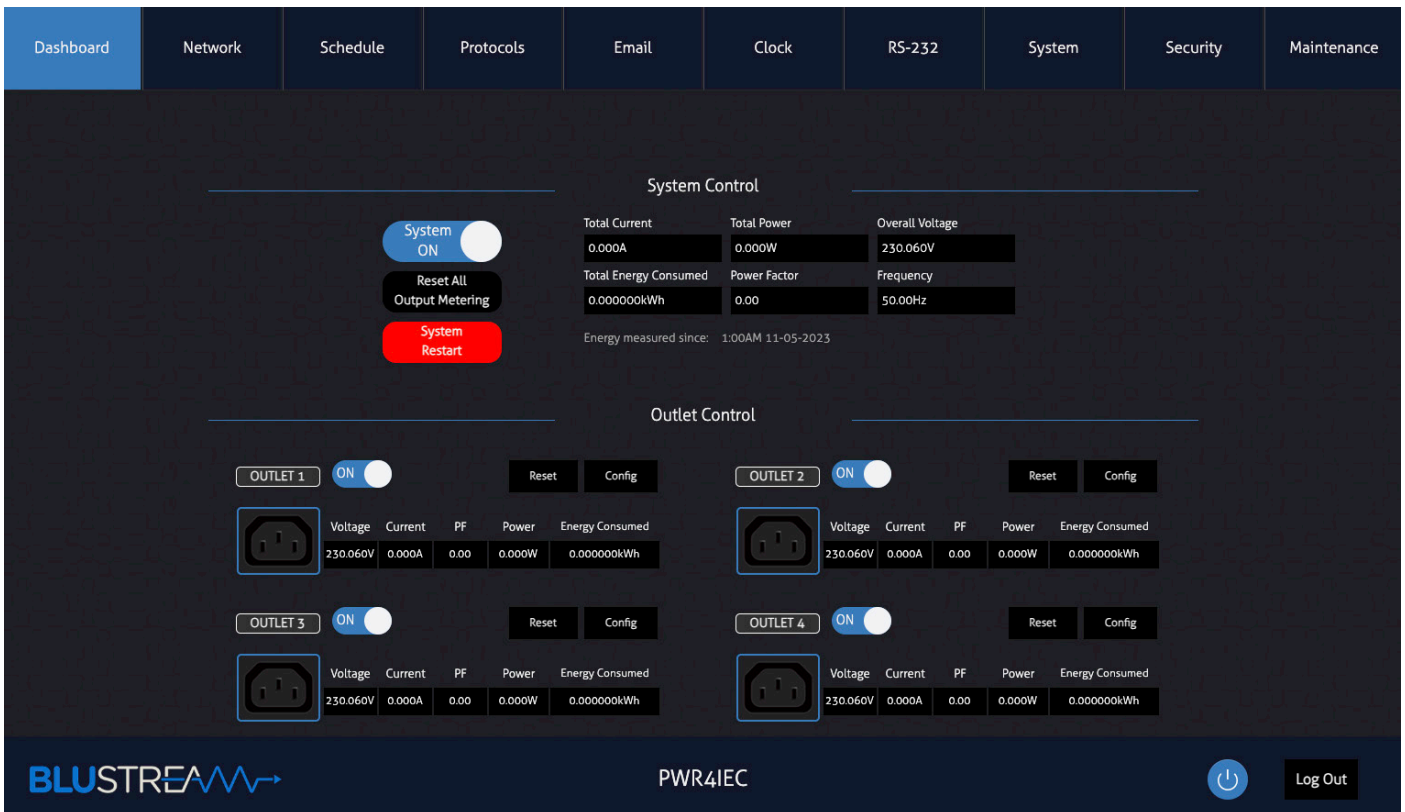 Dashboard Network Schedule Protocols Email Clock RS-232 System Security Maintenance
System Control
System
ON
Reset All
Output Metering
System
Restart
Total Current Total Power Overall Voltage
0.000A 0.000W 230.060V
Total Energy Consumed Power Factor Frequency
0.000000kWh 0.00 50.00Hz
Energy measured since: 1:00AM 11-05-2023
Outlet Control
OUTLET 1 ON Reset Config
Voltage Current PF Power Energy Consumed
230.060V 0.000A 0.00 0.000W 0.000000kWh
OUTLET 2 ON Reset Config
Voltage Current PF Power Energy Consumed
230.060V 0.000A 0.00 0.000W 0.000000kWh
OUTLET 3 ON Reset Config
Voltage Current PF Power Energy Consumed
230.060V 0.000A 0.00 0.000W 0.000000kWh
OUTLET 4 ON Reset Config
Voltage Current PF Power Energy Consumed
230.060V 0.000A 0.00 0.000W 0.000000kWh
BLUSTREAM PWR4IEC Log Out